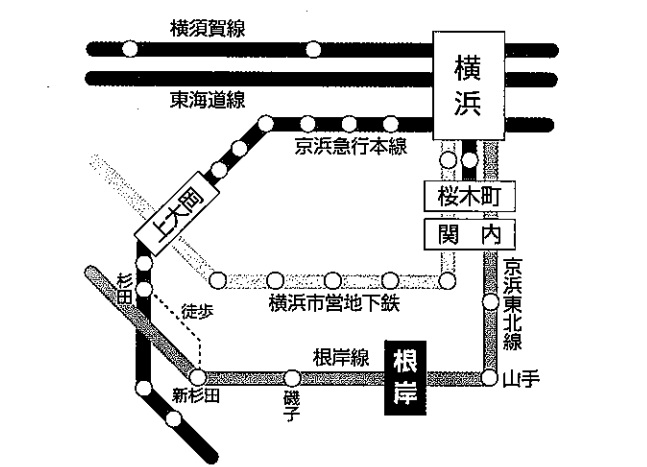 横須賀線
横浜
東海道線
京浜急行本線
上大岡
桜木町
関内
杉田
横浜市営地下鉄
京浜東北線
徒歩
根岸線
根岸
山手
新杉田
磯子